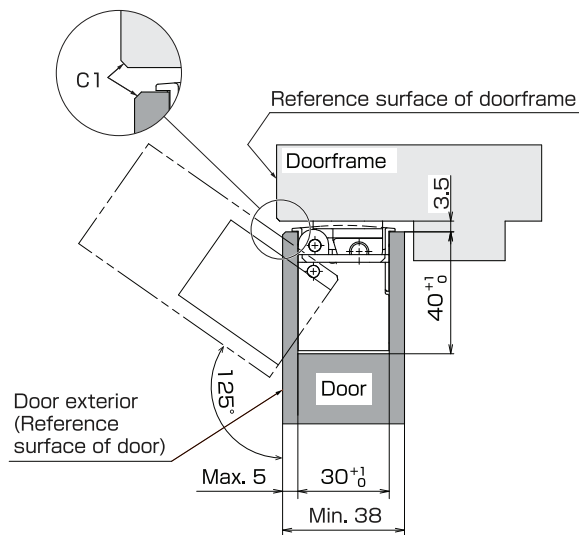 C1
Reference surface of doorframe
Doorframe
3.5
40+1 0
125°
Door
Door exterior
(Reference
surface of door)
Max. 5
30+1 0
Min. 38